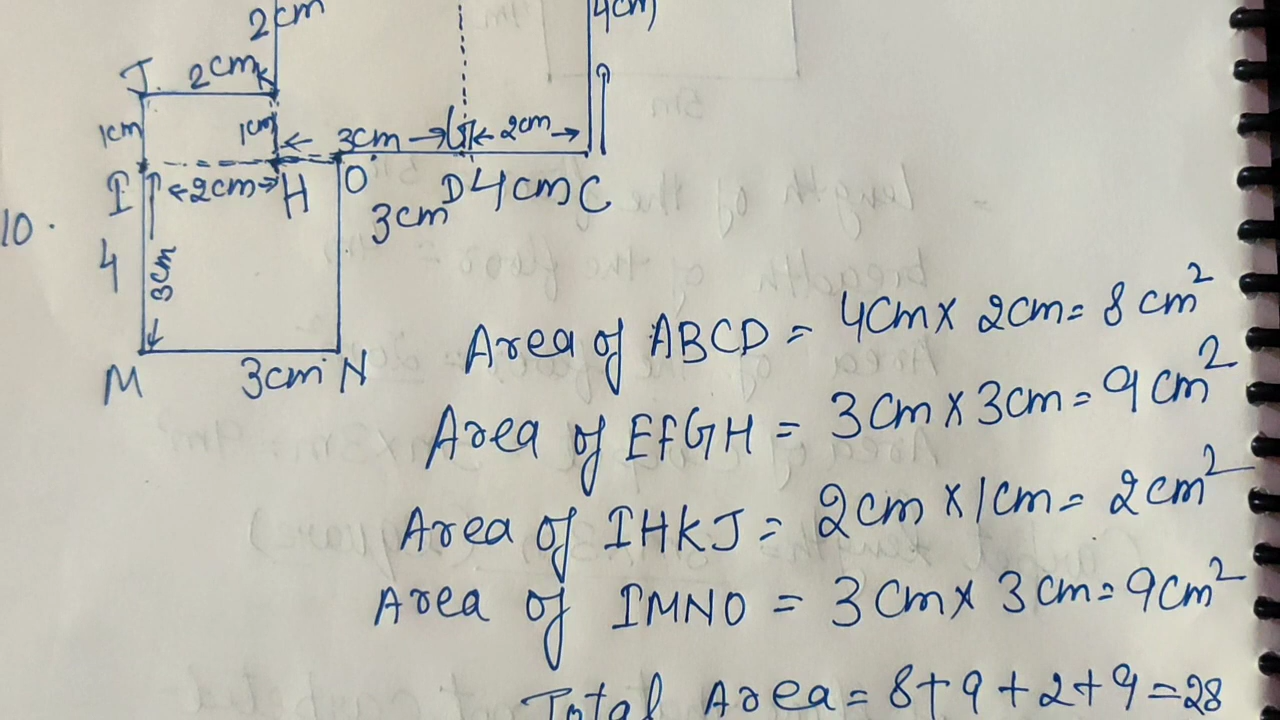 2cm
4cm
J 2cm K
1cm 1cm 3cm G 2cm
I 2cm H O D 4cm C
3cm
10.
4 3cm
M 3cm N
Area of ABCD = 4cm x 2cm = 8 cm²
Area of EFGH = 3cm x 3cm = 9 cm²
Area of IHKJ = 2cm x 1cm = 2cm²
Area of IMNO = 3cm x 3cm = 9cm²
Total Area = 8+9+2+9 = 28